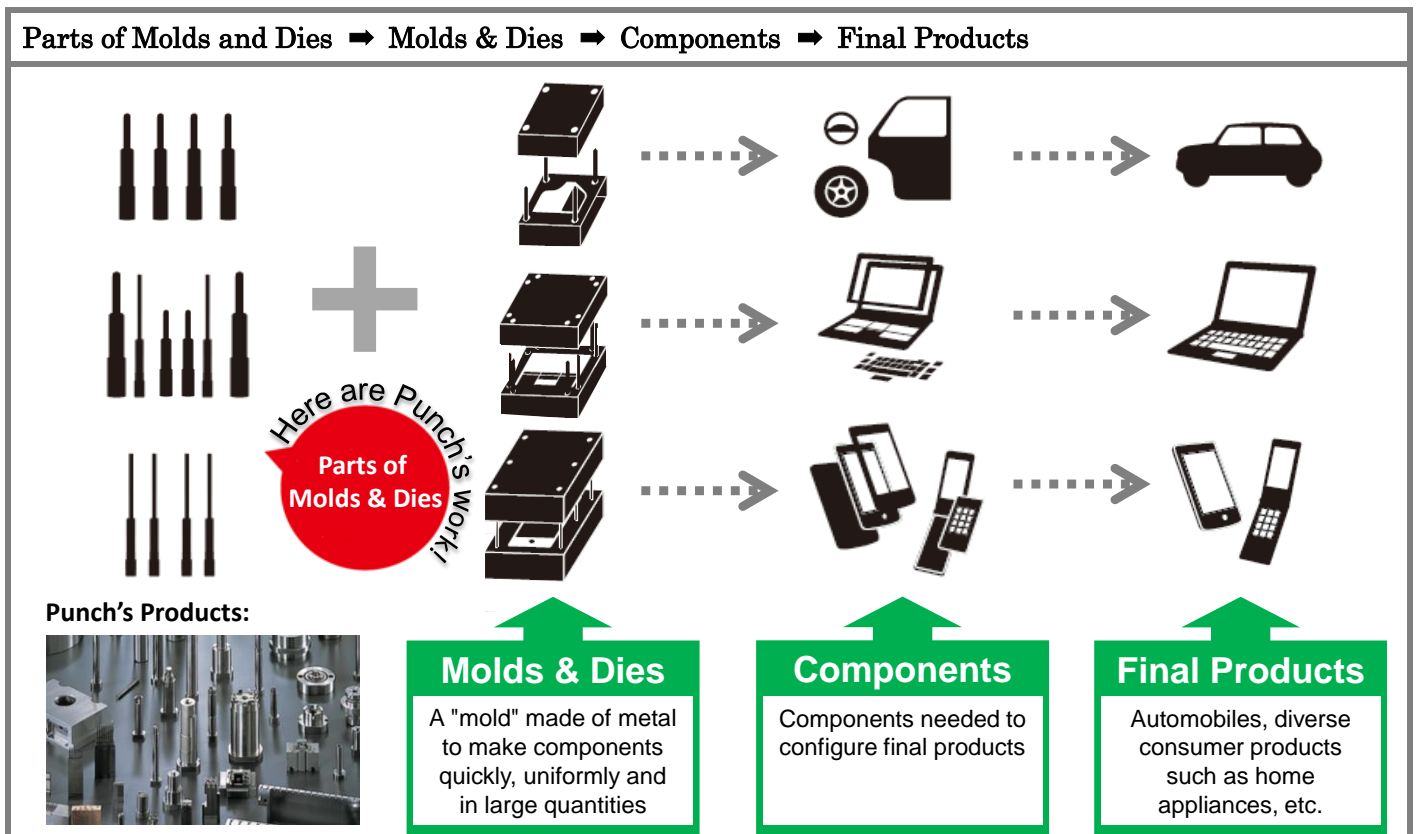 Parts of Molds and Dies ➡ Molds & Dies ➡ Components ➡ Final Products
Here are Punch's work!
Parts of
Molds & Dies
Punch's Products:
Molds & Dies
A "mold" made of metal
to make components
quickly, uniformly and
in large quantities
Components
Components needed to
configure final products
Final Products
Automobiles, diverse
consumer products
such as home
appliances, etc.